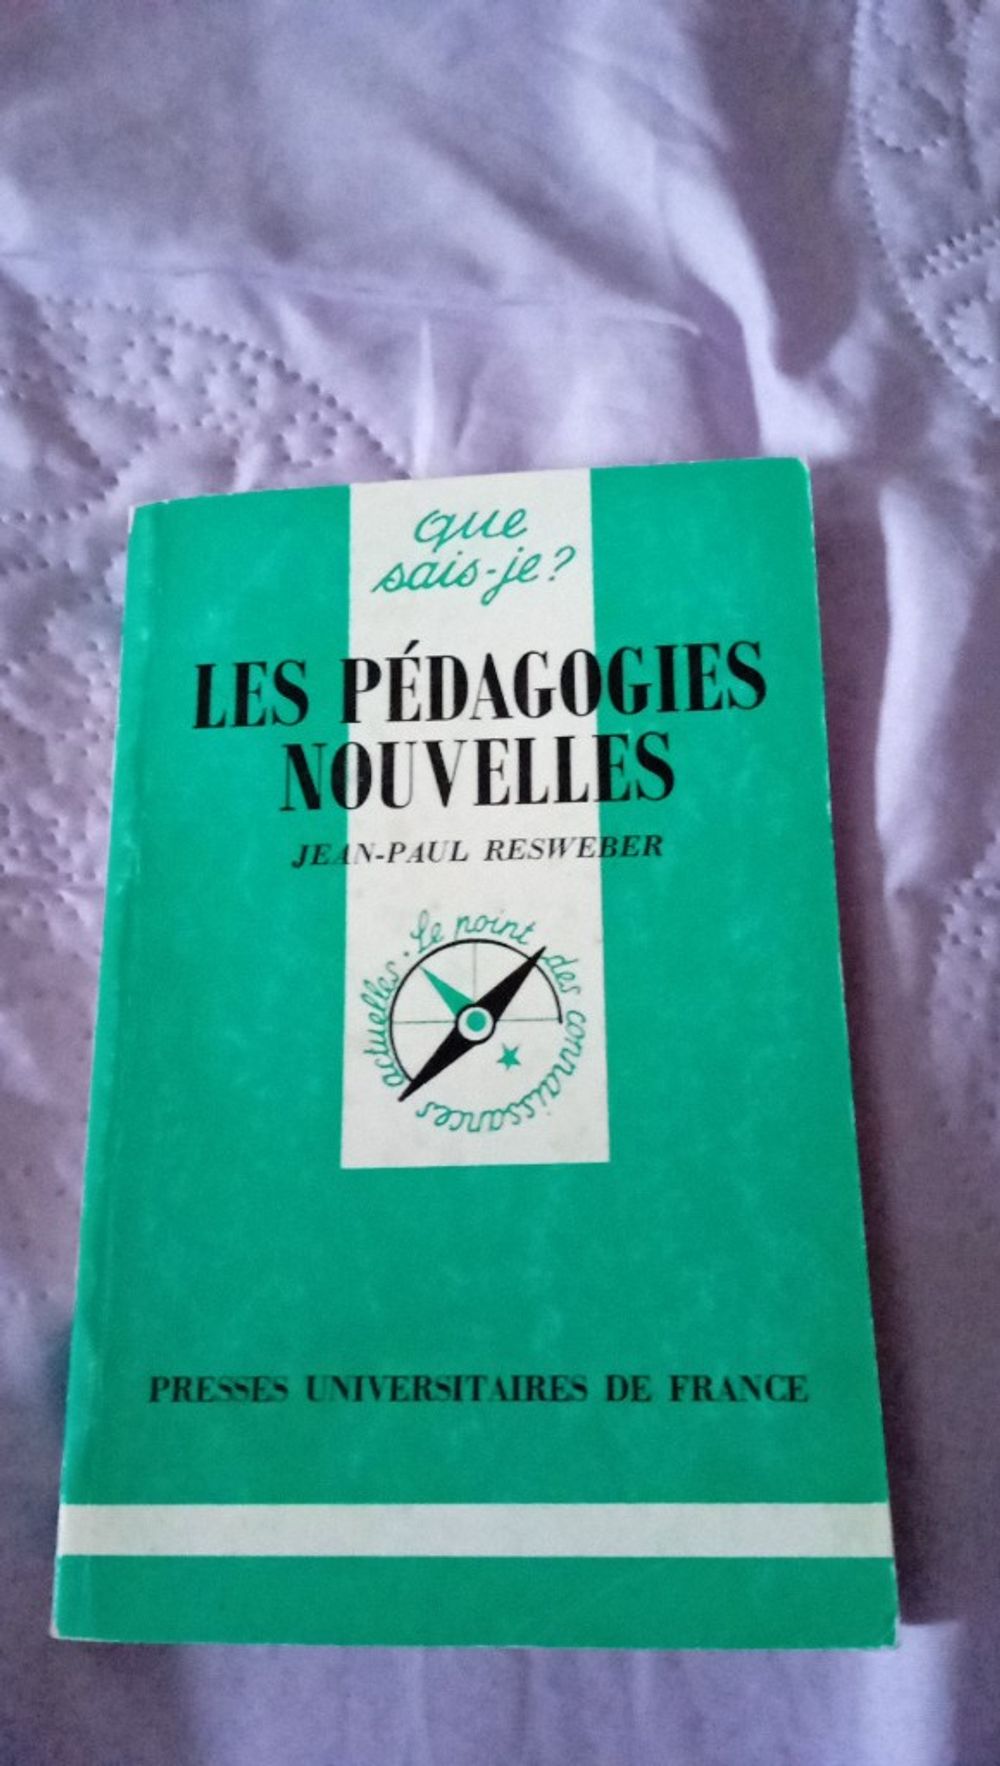 que
sais-je?
LES PÉDAGOGIES
NOUVELLES
JEAN-PAUL RESWEBER
Le point des connaissances actuelles.
PRESSES UNIVERSITAIRES DE FRANCE